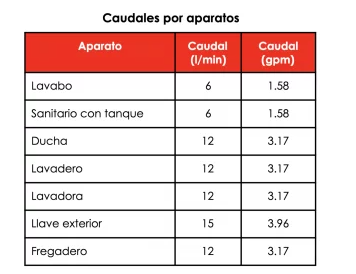 Caudales por aparatos
Aparato Caudal (l/min) Caudal (gpm)
Lavabo 6 1.58
Sanitario con tanque 6 1.58
Ducha 12 3.17
Lavadero 12 3.17
Lavadora 12 3.17
Llave exterior 15 3.96
Fregadero 12 3.17